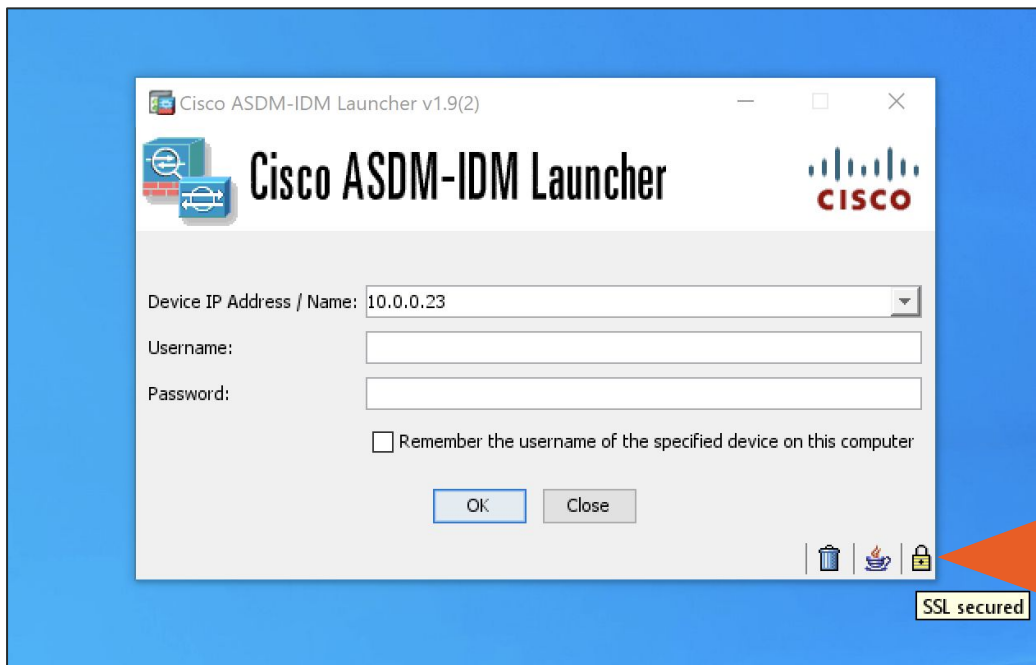 Cisco ASDM-IDM Launcher v1.9(2)
Cisco ASDM-IDM Launcher
CISCO
Device IP Address / Name: 10.0.0.23
Username:
Password:
Remember the username of the specified device on this computer
OK Close
SSL secured